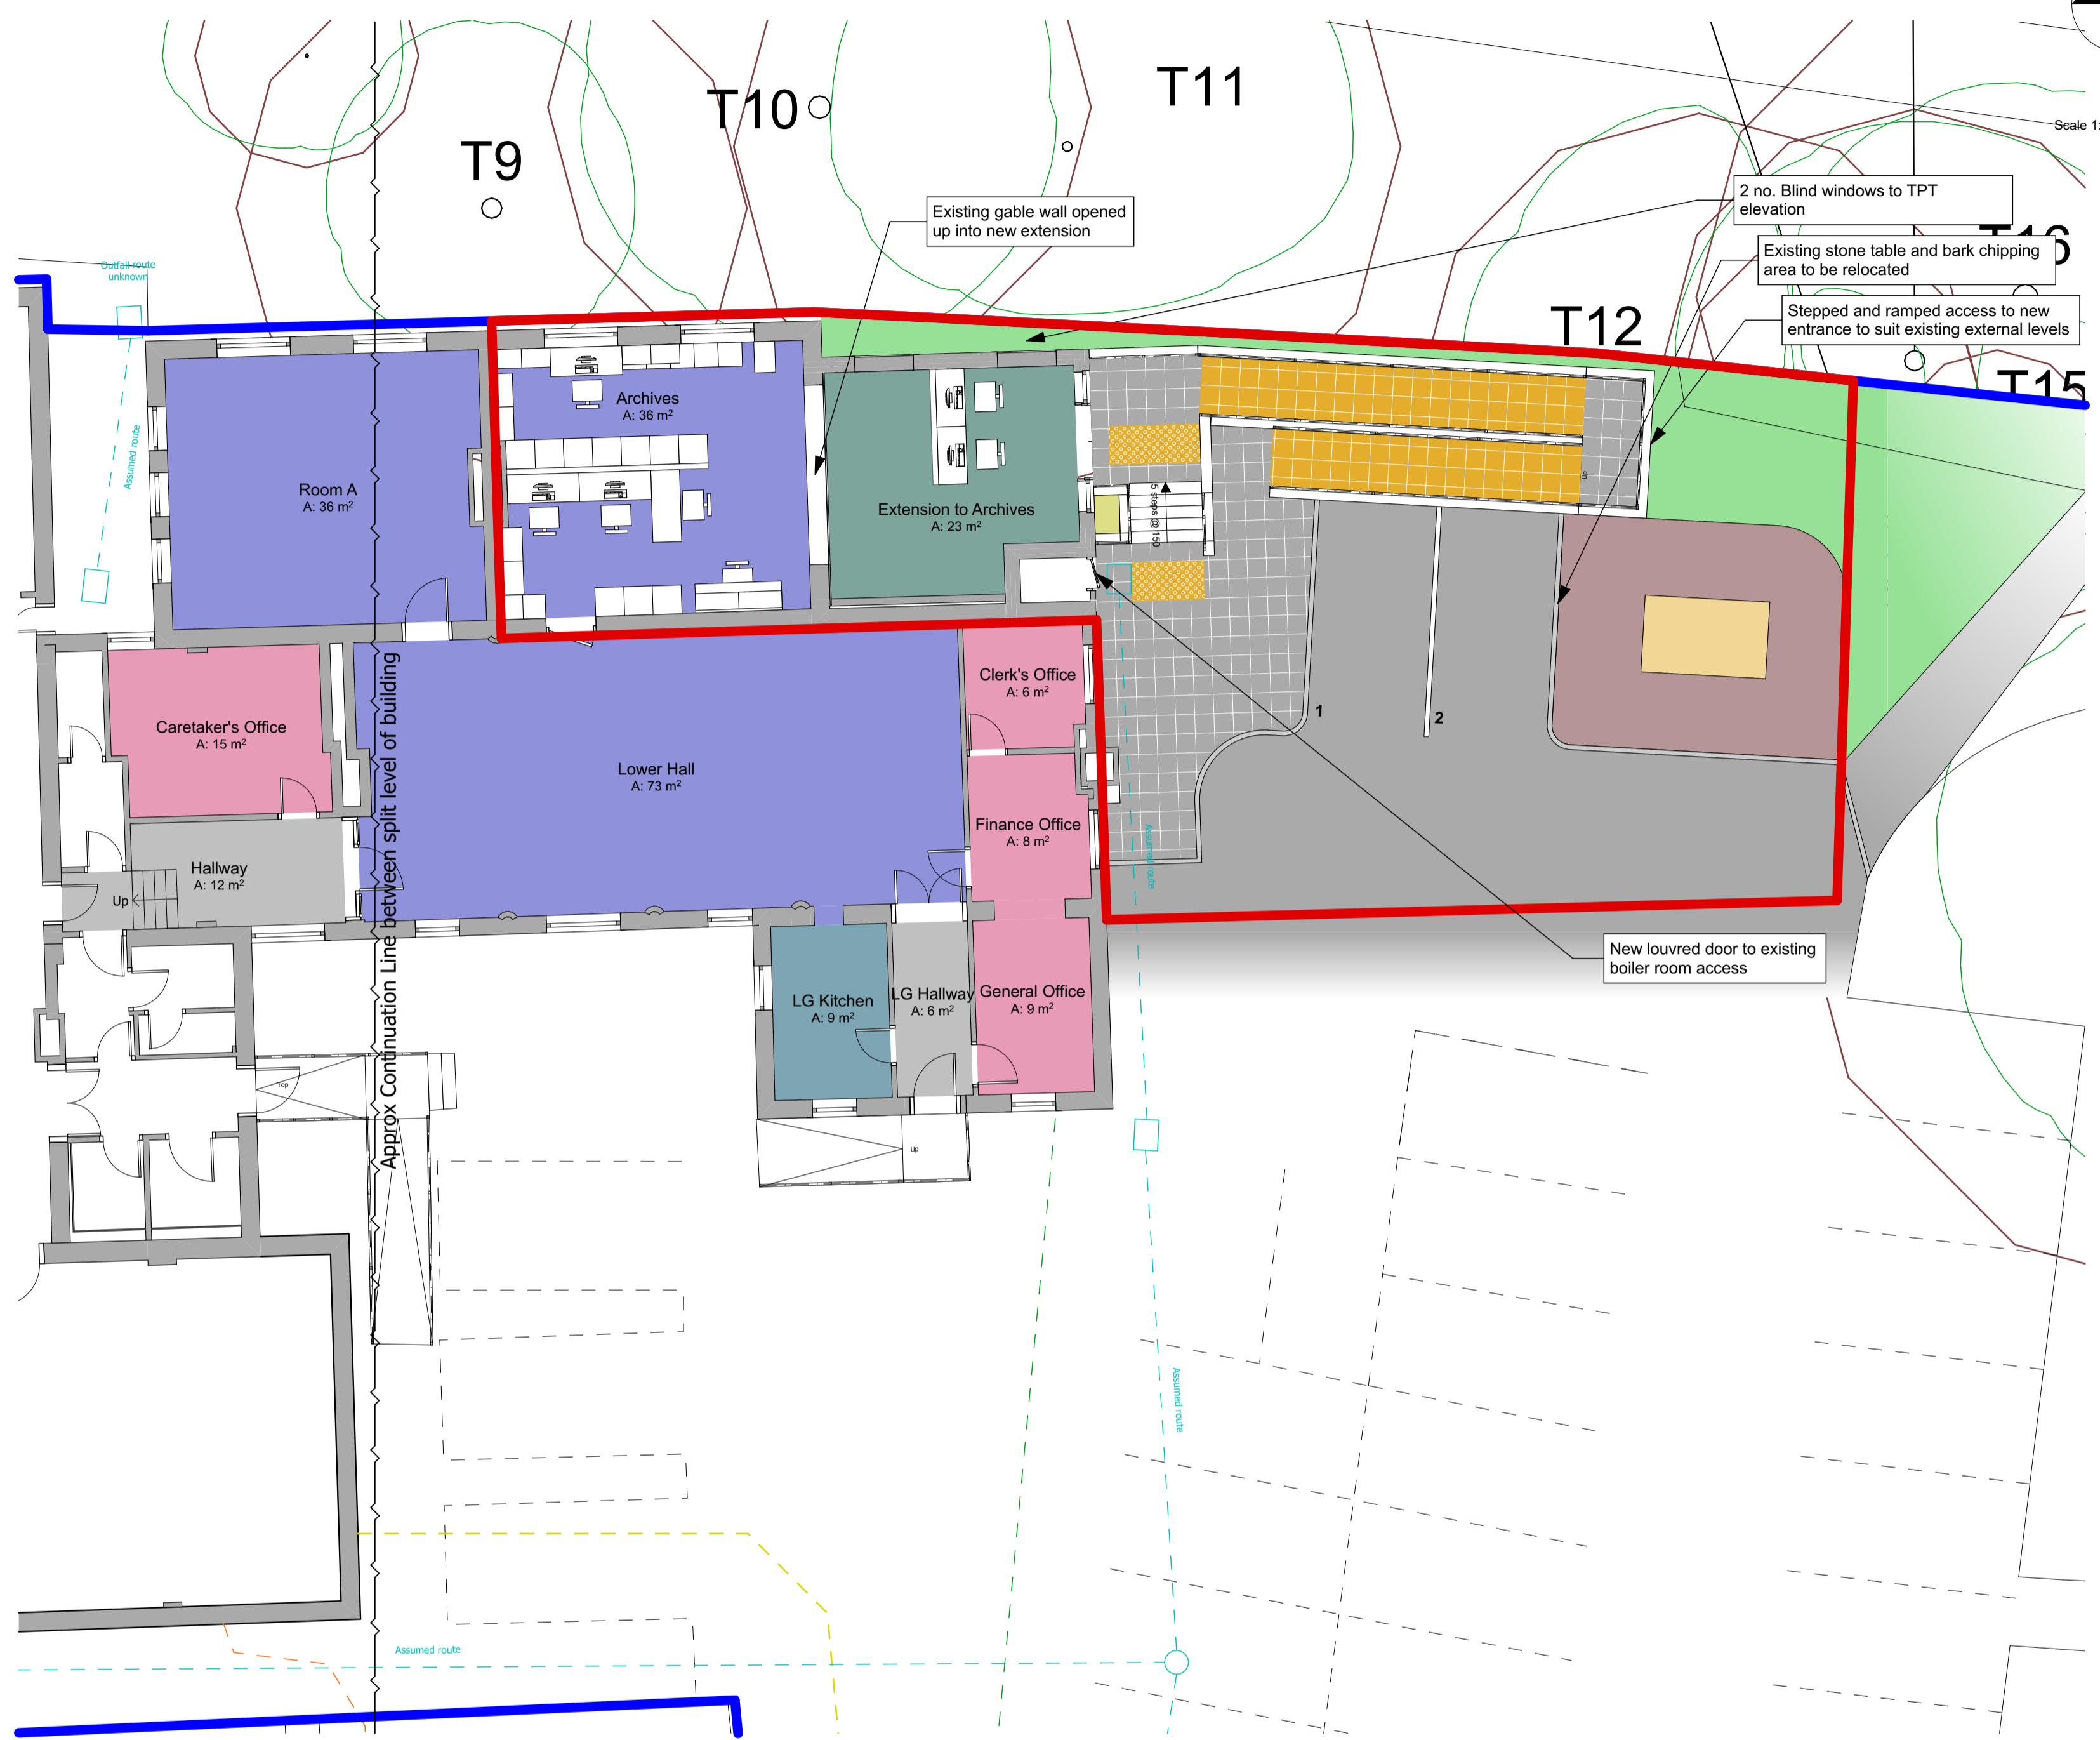 T11
T10
T9
Scale 1:
2 no. Blind windows to TPT
elevation
Existing gable wall opened
up into new extension
T16
Existing stone table and bark chipping
area to be relocated
Outfall route
unknown
Stepped and ramped access to new
entrance to suit existing external levels
T12
T15
Archives
A: 36 m²
Assumed route
Room A
A: 36 m²
Extension to Archives
A: 23 m²
5 steps @150
Clerk's Office
A: 6 m²
1
2
Caretaker's Office
A: 15 m²
Approx Continuation Line between split level of building
Lower Hall
A: 73 m²
Finance Office
A: 8 m²
Assumed route
Hallway
A: 12 m²
Up
New louvred door to existing
boiler room access
LG Kitchen
A: 9 m²
LG Hallway
A: 6 m²
General Office
A: 9 m²
Top
Up
Assumed route
Assumed route